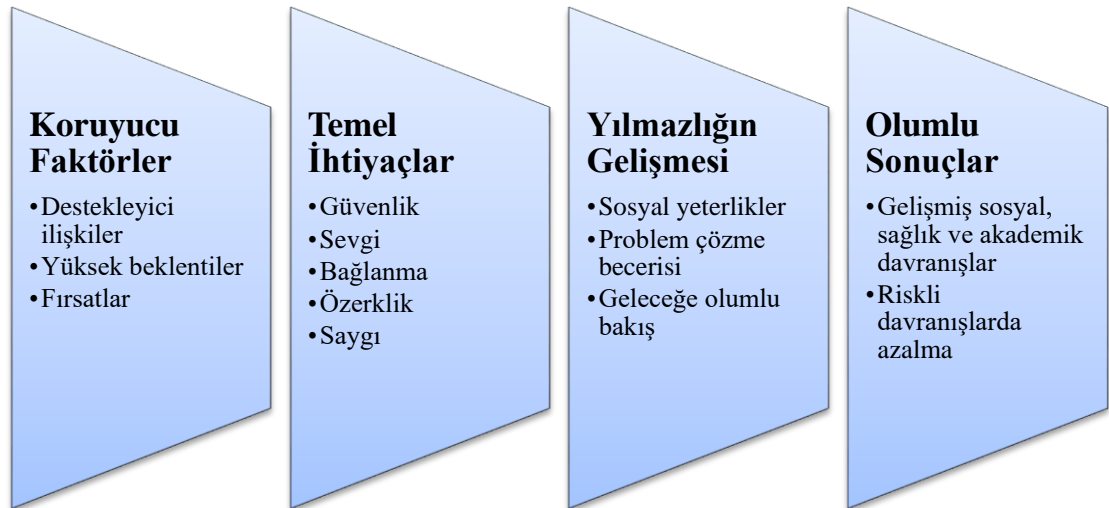 Koruyucu
Faktörler
•Destekleyici
ilişkiler
•Yüksek beklentiler
•Fırsatlar
Temel
İhtiyaçlar
•Güvenlik
•Sevgi
•Bağlanma
•Özerklik
•Saygı
Yılmazlığın
Gelişmesi
•Sosyal yeterlikler
•Problem çözme
becerisi
•Geleceğe olumlu
bakış
Olumlu
Sonuçlar
•Gelişmiş sosyal,
sağlık ve akademik
davranışlar
•Riskli
davranışlarda
azalma